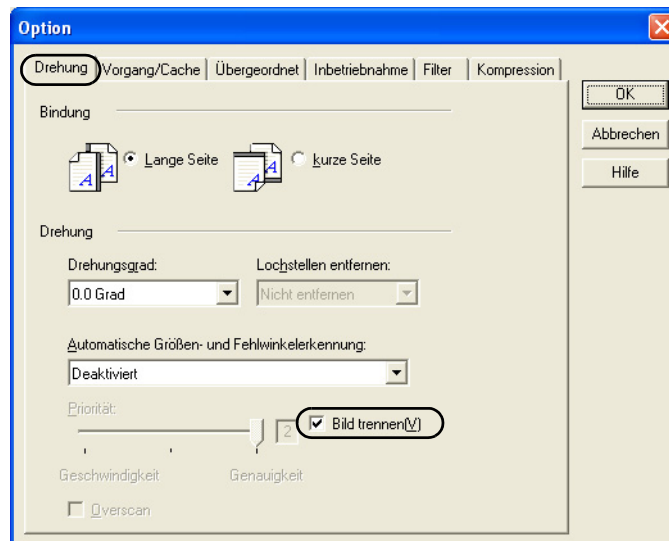 Option
Drehung Vorgang/Cache Übergeordnet Inbetriebnahme Filter Kompression
OK
Abbrechen
Hilfe
Bindung
A A Lange Seite A A kurze Seite
Drehung
Drehungsgrad: Lochstellen entfernen:
0.0 Grad Nicht entfernen
Automatische Größen- und Fehlwinkelerkennung:
Deaktiviert
Priorität:
2 Bild trennen(V)
Geschwindigkeit Genauigkeit
Overscan